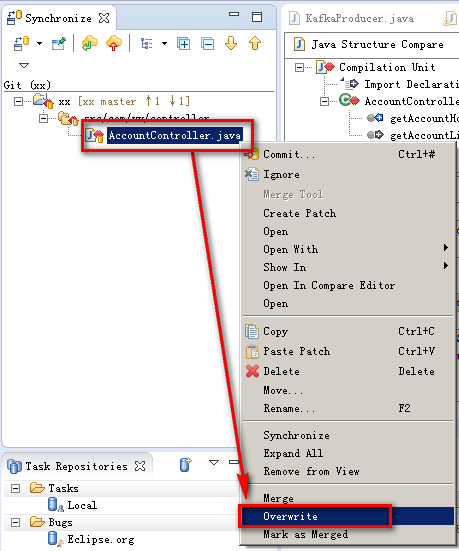 Synchronize
Git (xx)
xx [xx master ↑1 ↓1]
src/com/xx/controller
AccountController.java
KafkaProducer.java
Java Structure Compare
Compilation Unit
Import Declaratio
AccountControlle
getAccountHo
getAccountLi
Commit... Ctrl+#
Ignore
Merge Tool
Create Patch
Open
Open With
Show In
Open In Compare Editor
Open
Copy Ctrl+C
Paste Patch Ctrl+V
Delete Delete
Move...
Rename... F2
Synchronize
Expand All
Remove from View
Merge
Overwrite
Mark as Merged
Task Repositories
Tasks
Local
Bugs
Eclipse.org